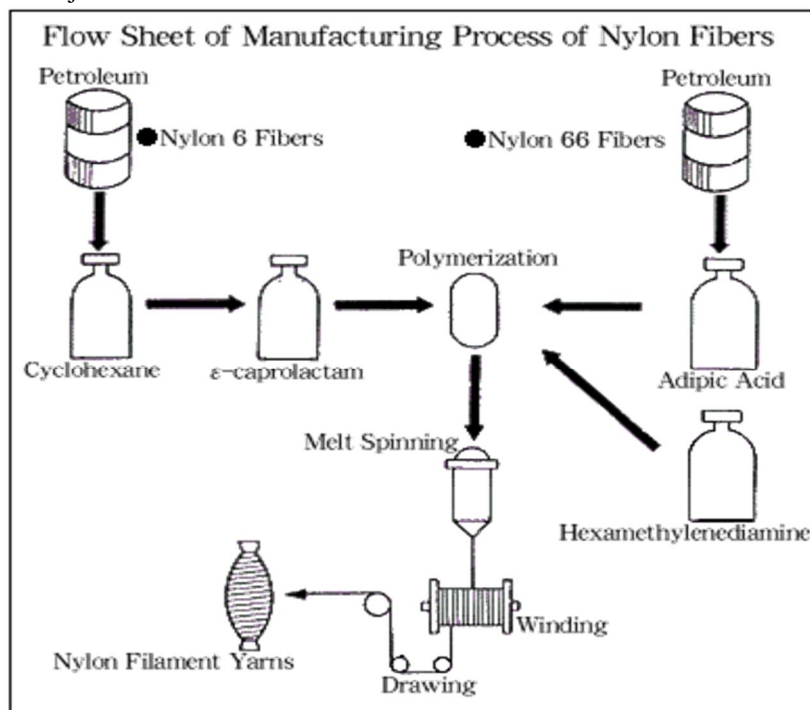 Flow Sheet of Manufacturing Process of Nylon Fibers
Petroleum
Petroleum
●Nylon 6 Fibers
●Nylon 66 Fibers
Polymerization
Cyclohexane
ε-caprolactam
Adipic Acid
Melt Spinning
Hexamethylenediamine
Winding
Nylon Filament Yarns
Drawing